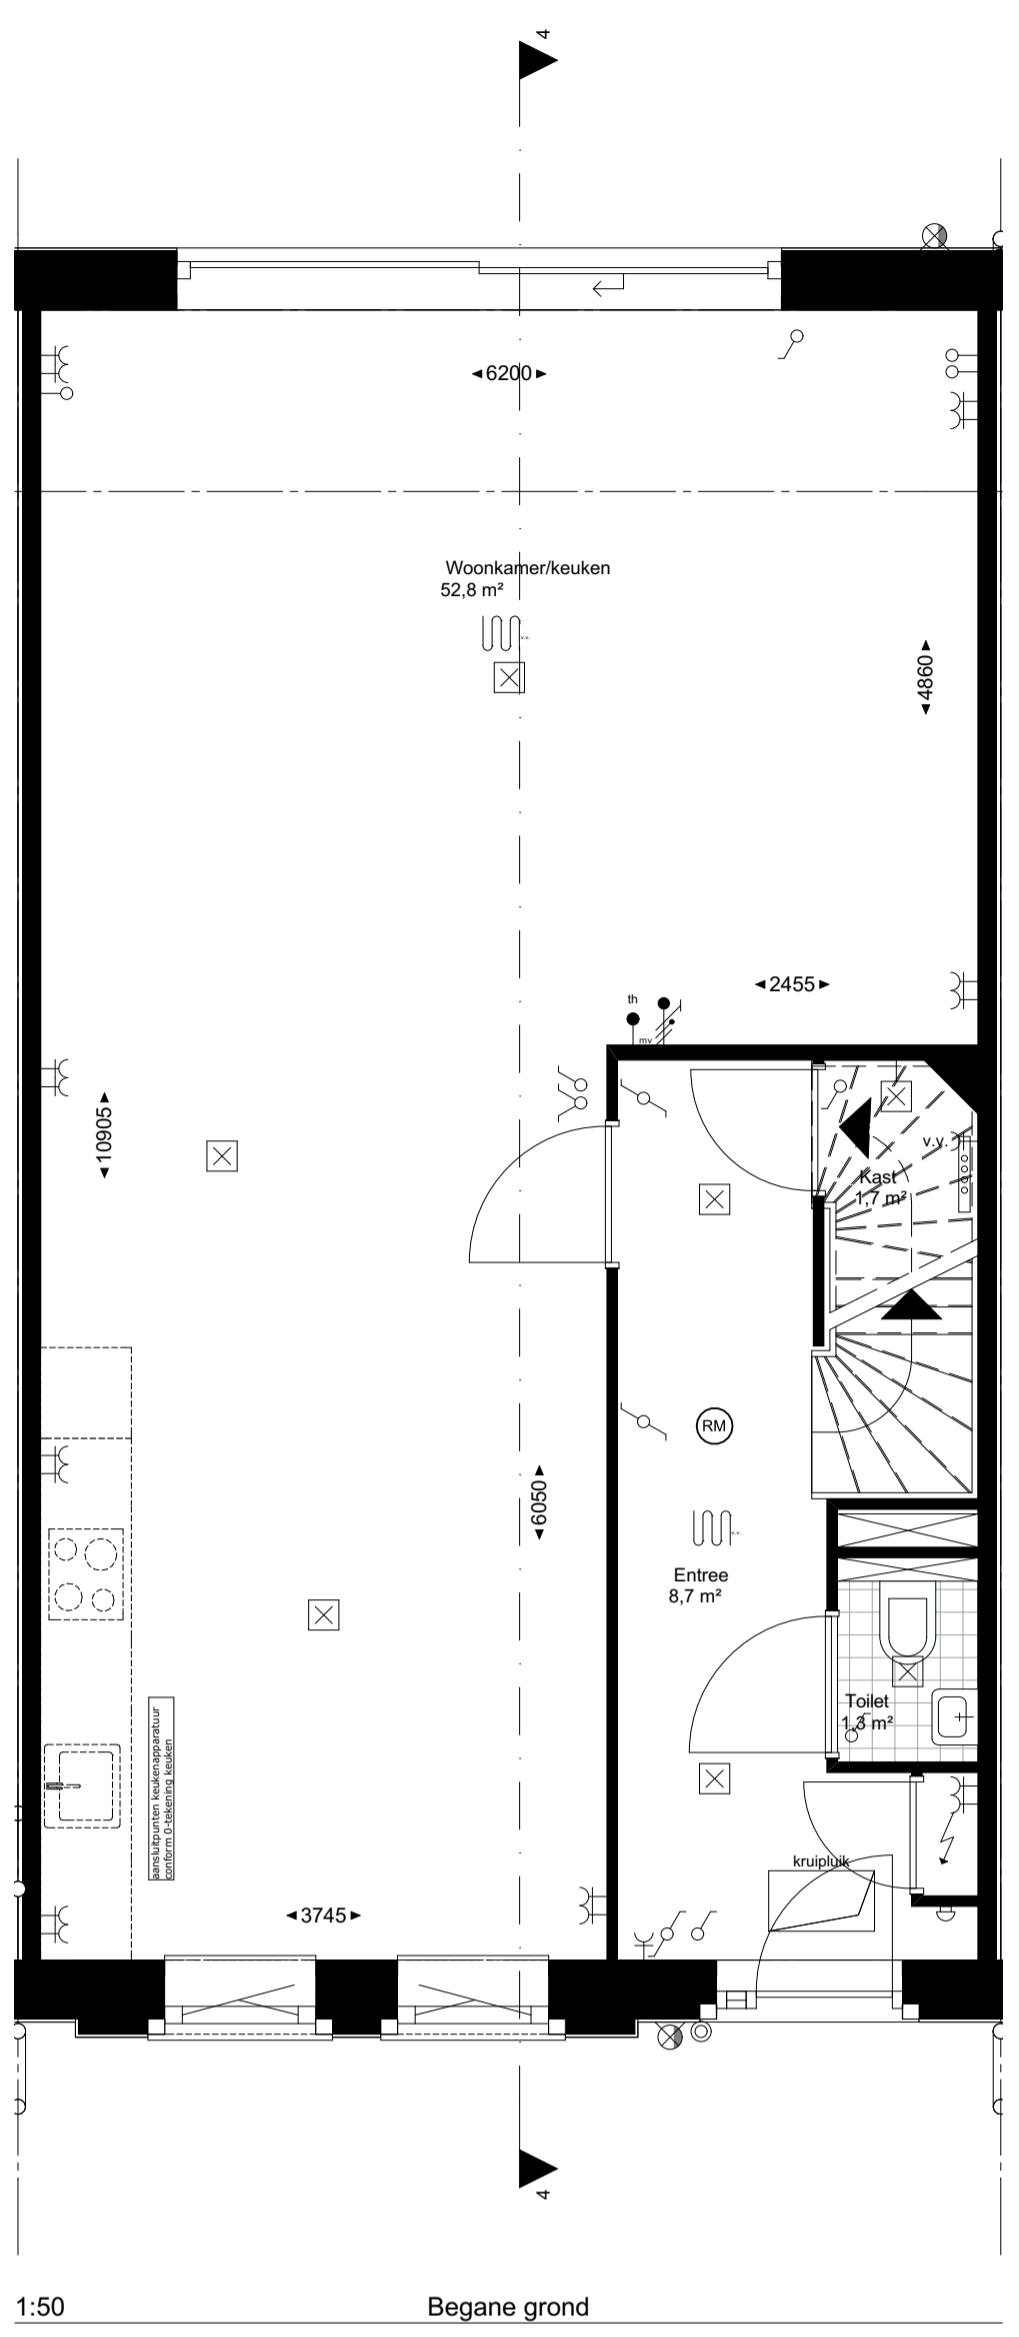 4
6200
Woonkamer/keuken
52,8 m²
v.v.
4860
2455
th
mv
10905
v.v.
Kast
1,7 m²
RM
6050
v.v.
Entree
8,7 m²
Toilet
1,3 m²
aansluitpunten keukenapparatuur
conform 0-tekening keuken
kruipluik
3745
4
1:50
Begane grond